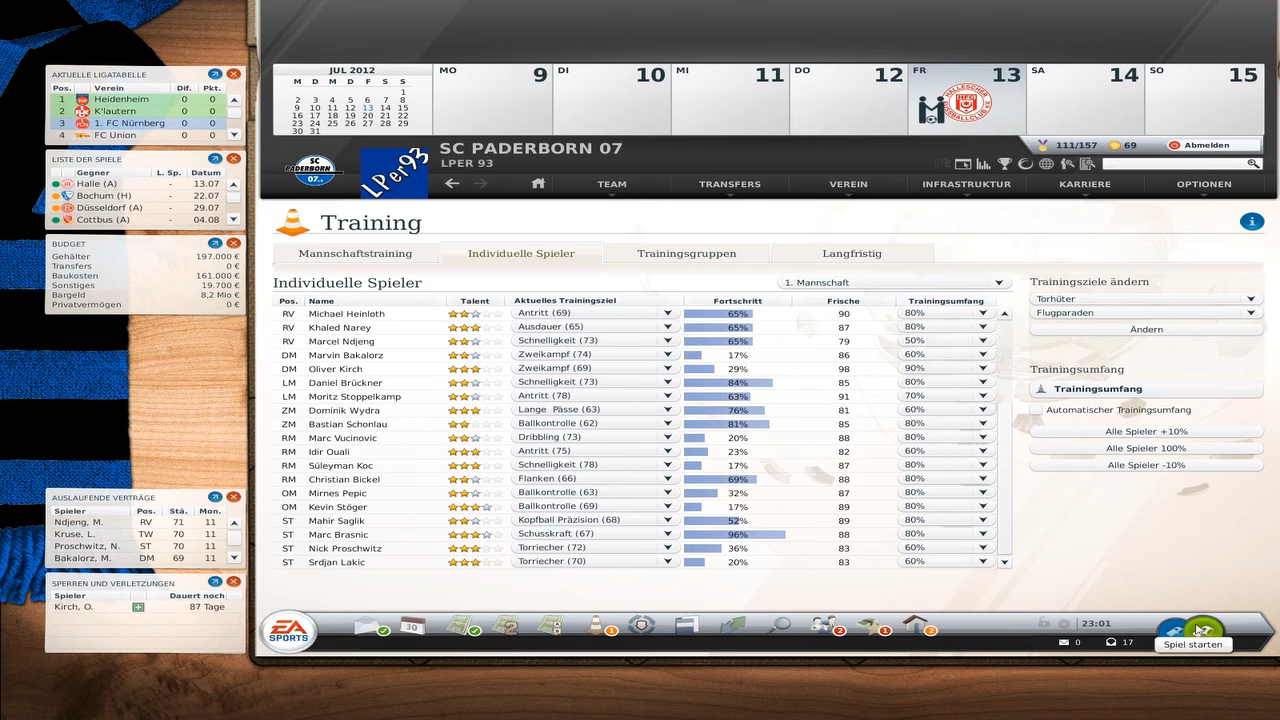 AKTUELLE LIGATABELLE
Pos. Verein Dif. Pkt.
1 Heidenheim 0 0
2 K'lautern 0 0
3 1. FC Nürnberg 0 0
4 FC Union 0 0
LISTE DER SPIELE
Gegner L. Sp. Datum
Halle (A) - 13.07
Bochum (H) - 22.07
Düsseldorf (A) - 29.07
Cottbus (A) - 04.08
BUDGET
Gehälter 197.000 €
Transfers 0 €
Baukosten 161.000 €
Sonstiges 19.700 €
Bargeld 8,2 Mio €
Privatvermögen 0 €
AUSLAUFENDE VERTRÄGE
Spieler Pos. Stä. Mon.
Ndjeng, M. RV 71 11
Kruse, L. TW 70 11
Proschwitz, N. ST 70 11
Bakalorz, M. DM 69 11
SPERREN UND VERLETZUNGEN
Spieler Dauert noch
Kirch, O. 87 Tage
JUL 2012
M D M D F S S
1
2 3 4 5 6 7 8
9 10 11 12 13 14 15
16 17 18 19 20 21 22
23 24 25 26 27 28 29
30 31
MO 9 DI 10 MI 11 DO 12 FR 13 SA 14 SO 15
HALLESCHER FUSSBALLCLUB
HFC
SC PADERBORN 07
LPER 93
SC
PADERBORN
07..
LPer93
111/157 69 Abmelden
TEAM TRANSFERS VEREIN INFRASTRUKTUR KARRIERE OPTIONEN
Training
Mannschaftstraining Individuelle Spieler Trainingsgruppen Langfristig
Individuelle Spieler 1. Mannschaft
Pos. Name Talent Aktuelles Trainingsziel Fortschritt Frische Trainingsumfang
RV Michael Heinloth Antritt (69) 65% 90 80%
RV Khaled Narey Ausdauer (65) 65% 87 80%
RV Marcel Ndjeng Schnelligkeit (73) 65% 79 50%
DM Marvin Bakalorz Zweikampf (74) 17% 86 60%
DM Oliver Kirch Zweikampf (69) 29% 98 90%
LM Daniel Brückner Schnelligkeit (73) 84% 85 80%
LM Moritz Stoppelkamp Antritt (78) 63% 91 70%
ZM Dominik Wydra Lange Pässe (63) 76% 81 60%
ZM Bastian Schonlau Ballkontrolle (62) 81% 85 80%
RM Marc Vucinovic Dribbling (73) 20% 88 80%
RM Idir Ouali Antritt (75) 23% 82 60%
RM Süleyman Koc Schnelligkeit (78) 17% 87 80%
RM Christian Bickel Flanken (66) 69% 88 80%
OM Mirnes Pepic Ballkontrolle (63) 32% 87 80%
OM Kevin Stöger Ballkontrolle (69) 17% 89 80%
ST Mahir Saglik Kopfball Präzision (68) 52% 89 80%
ST Marc Brasnic Schusskraft (67) 96% 88 80%
ST Nick Proschwitz Torriecher (72) 36% 83 60%
ST Srdjan Lakic Torriecher (70) 20% 83 60%
Trainingsziele ändern
Torhüter
Flugparaden
Ändern
Trainingsumfang
Trainingsumfang
Automatischer Trainingsumfang
Alle Spieler +10%
Alle Spieler 100%
Alle Spieler -10%
EA
SPORTS
30
2
1
2
1
2
23:01
0 17
Spiel starten